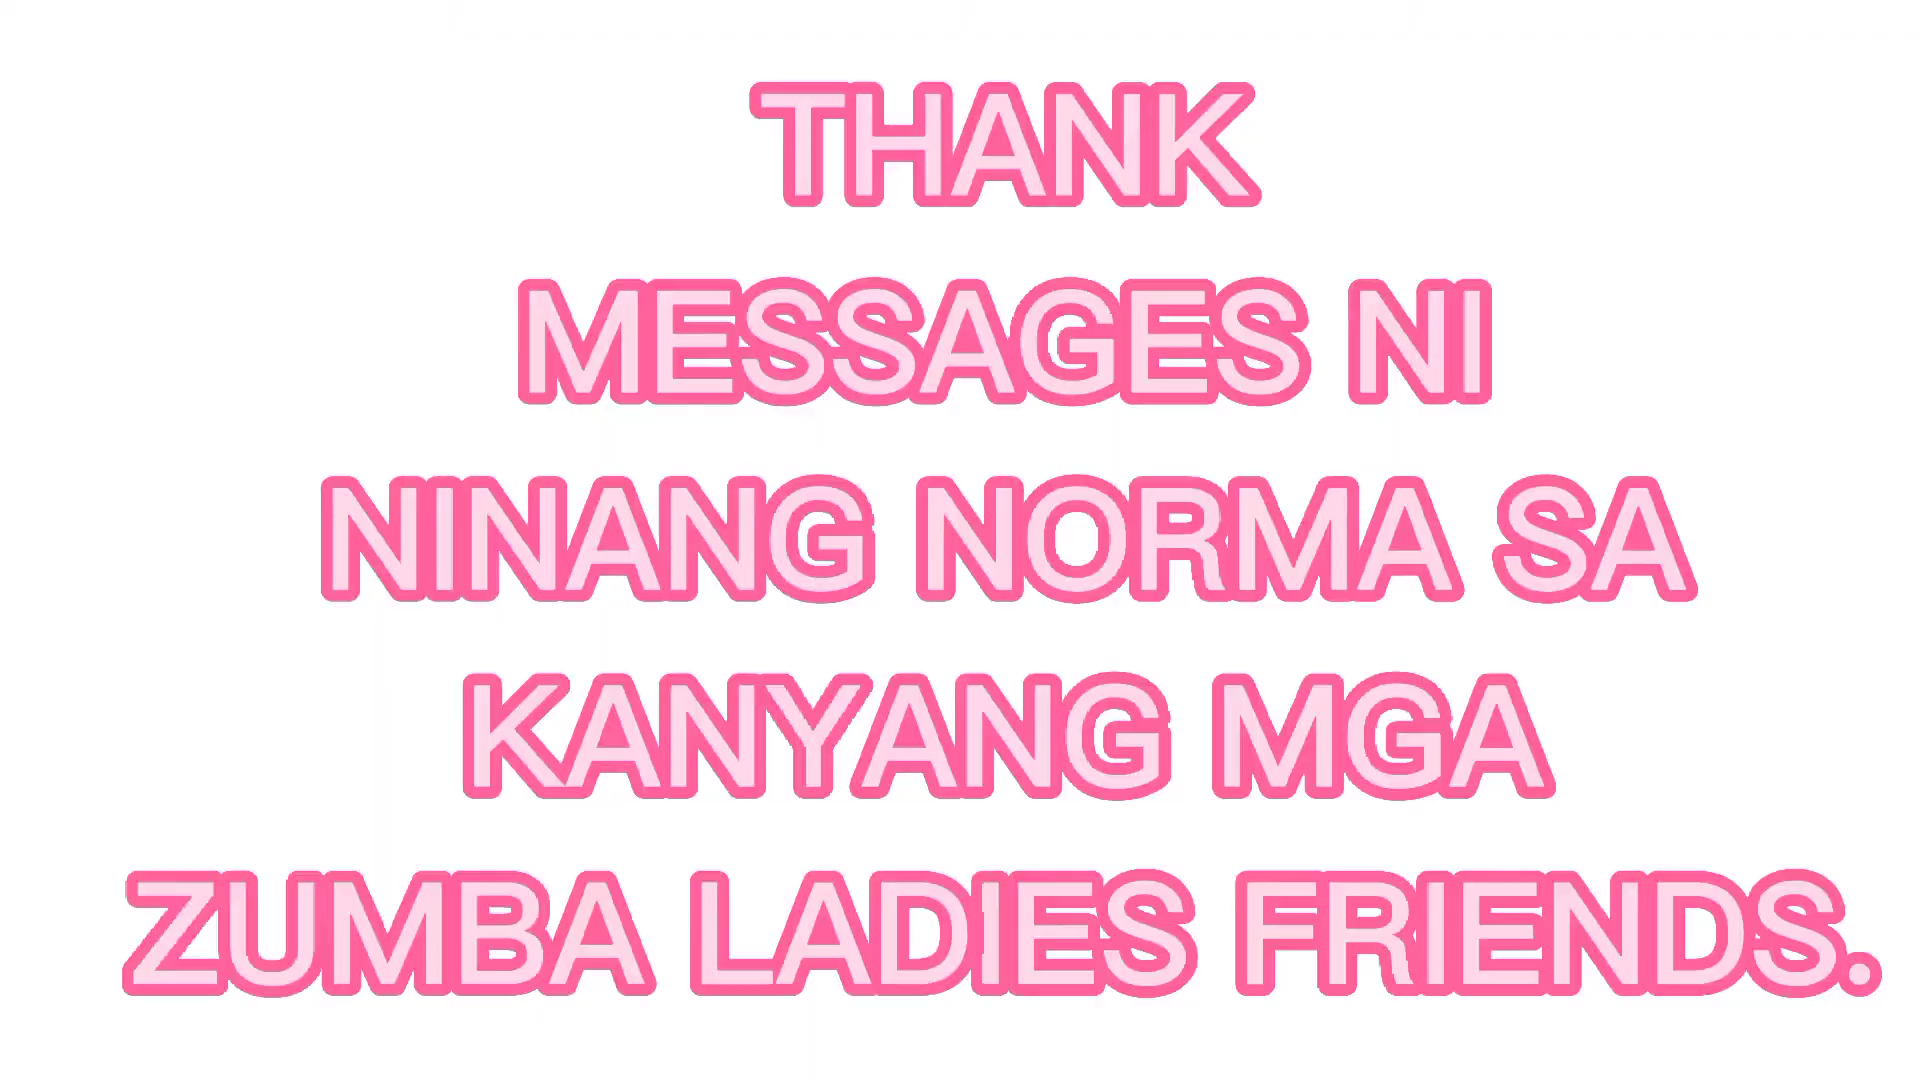 THANK
MESSAGES NI
NINANG NORMA SA
KANYANG MGA
ZUMBA LADIES FRIENDS.